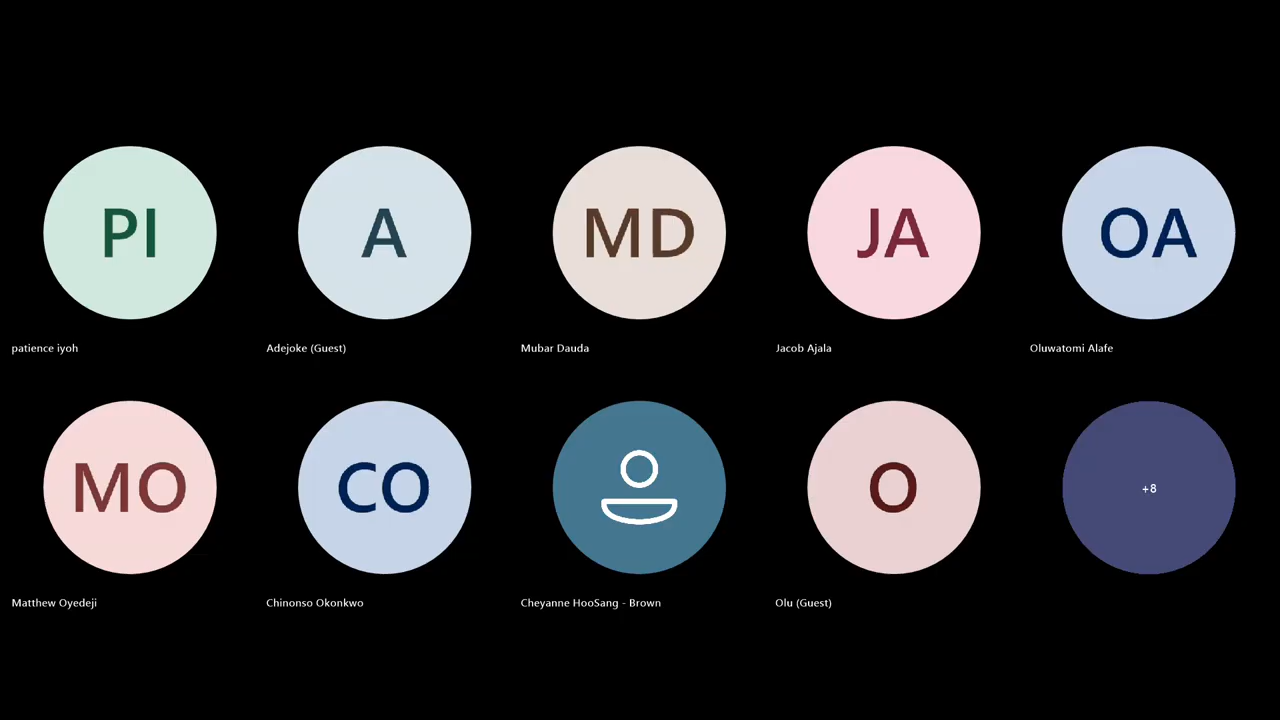 PI
A
MD
JA
OA
patience iyoh
Adejoke (Guest)
Mubar Dauda
Jacob Ajala
Oluwatomi Alafe
MO
CO
O
+8
Matthew Oyedeji
Chinonso Okonkwo
Cheyanne HooSang - Brown
Olu (Guest)